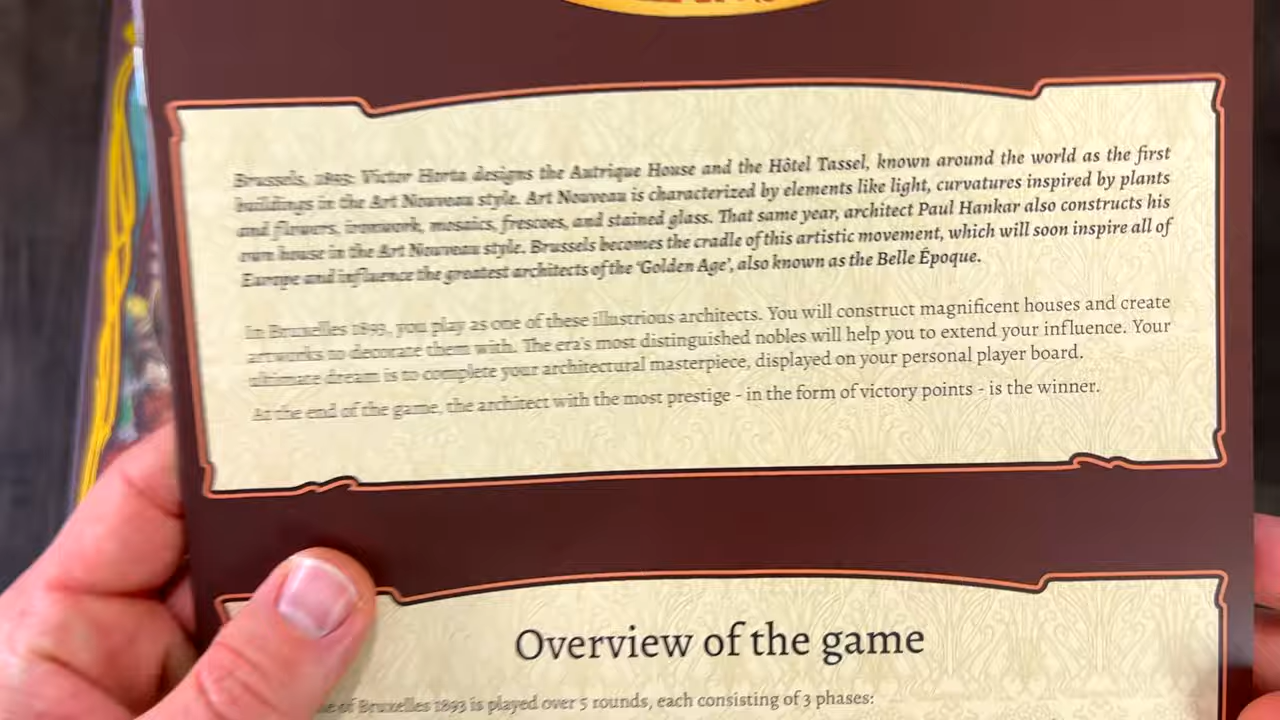 Brussels, 1893: Victor Horta designs the Autrique House and the Hôtel Tassel, known around the world as the first
buildings in the Art Nouveau style. Art Nouveau is characterized by elements like light, curvatures inspired by plants
and flowers, ironwork, mosaics, frescoes, and stained glass. That same year, architect Paul Hankar also constructs his
own house in the Art Nouveau style. Brussels becomes the cradle of this artistic movement, which will soon inspire all of
Europe and influence the greatest architects of the ‘Golden Age’, also known as the Belle Époque.
In Bruxelles 1893, you play as one of these illustrious architects. You will construct magnificent houses and create
artworks to decorate them with. The era's most distinguished nobles will help you to extend your influence. Your
ultimate dream is to complete your architectural masterpiece, displayed on your personal player board.
At the end of the game, the architect with the most prestige - in the form of victory points - is the winner.
Overview of the game
of Bruxelles 1893 is played over 5 rounds, each consisting of 3 phases: